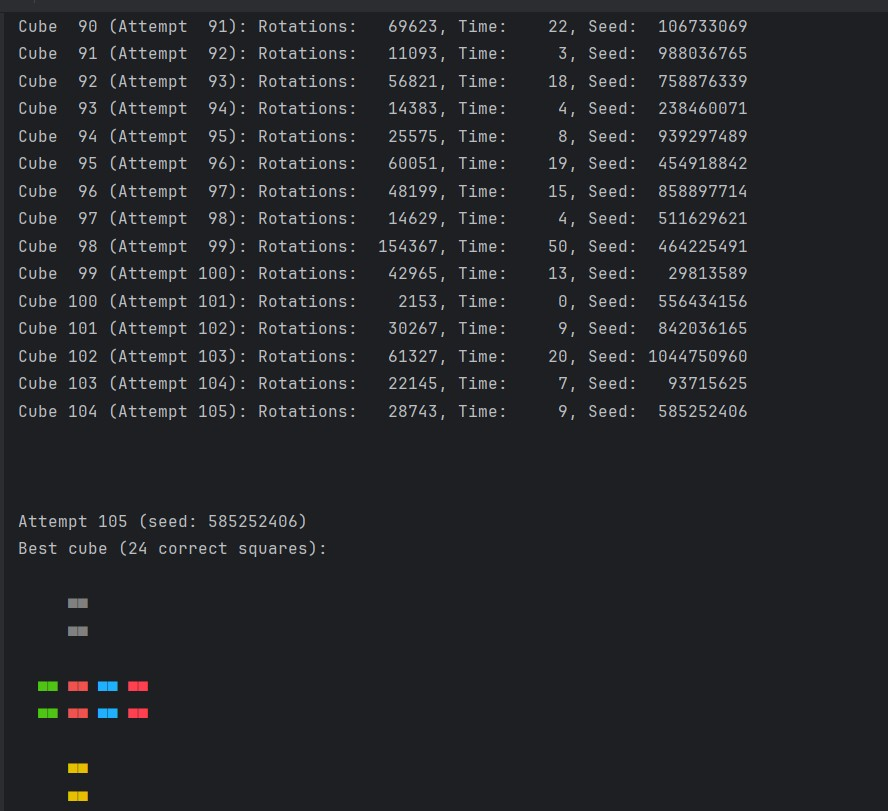 Cube  90 (Attempt  91): Rotations:   69623, Time:    22, Seed:  106733069
Cube  91 (Attempt  92): Rotations:   11093, Time:     3, Seed:  988036765
Cube  92 (Attempt  93): Rotations:   56821, Time:    18, Seed:  758876339
Cube  93 (Attempt  94): Rotations:   14383, Time:     4, Seed:  238460071
Cube  94 (Attempt  95): Rotations:   25575, Time:     8, Seed:  939297489
Cube  95 (Attempt  96): Rotations:   60051, Time:    19, Seed:  454918842
Cube  96 (Attempt  97): Rotations:   48199, Time:    15, Seed:  858897714
Cube  97 (Attempt  98): Rotations:   14629, Time:     4, Seed:  511629621
Cube  98 (Attempt  99): Rotations:  154367, Time:    50, Seed:  464225491
Cube  99 (Attempt 100): Rotations:   42965, Time:    13, Seed:   29813589
Cube 100 (Attempt 101): Rotations:    2153, Time:     0, Seed:  556434156
Cube 101 (Attempt 102): Rotations:   30267, Time:     9, Seed:  842036165
Cube 102 (Attempt 103): Rotations:   61327, Time:    20, Seed: 1044750960
Cube 103 (Attempt 104): Rotations:   22145, Time:     7, Seed:   93715625
Cube 104 (Attempt 105): Rotations:   28743, Time:     9, Seed:  585252406
Attempt 105 (seed: 585252406)
Best cube (24 correct squares):